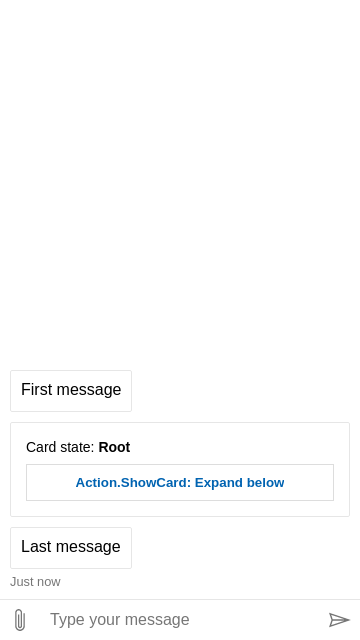 First message
Card state: Root
Action.ShowCard: Expand below
Last message
Just now
Type your message